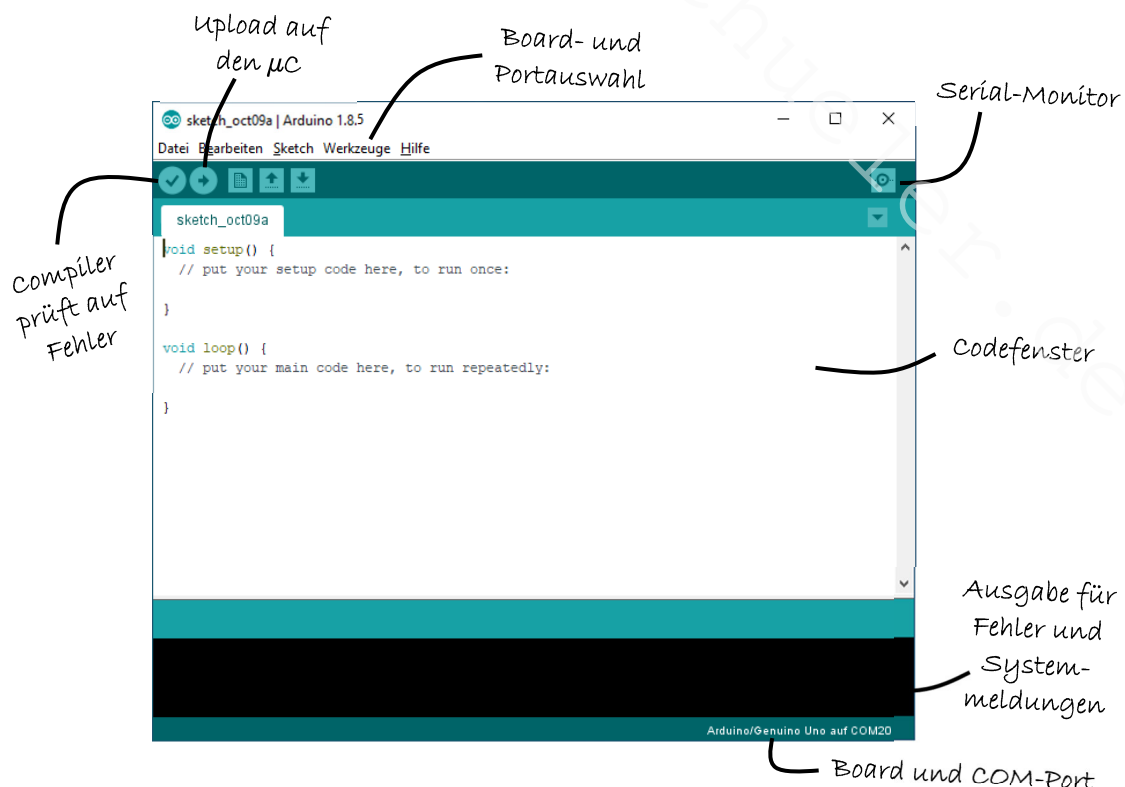 Upload auf
den µC
Board- und
Portauswahl
Serial-Monitor
sketch_oct09a | Arduino 1.8.5
Datei Bearbeiten Sketch Werkzeuge Hilfe
sketch_oct09a
void setup() {
// put your setup code here, to run once:
}
void loop() {
// put your main code here, to run repeatedly:
}
Compiler
prüft auf
Fehler
Codefenster
Ausgabe für
Fehler und
System-
meldungen
Arduino/Genuino Uno auf COM20
Board und COM-Port